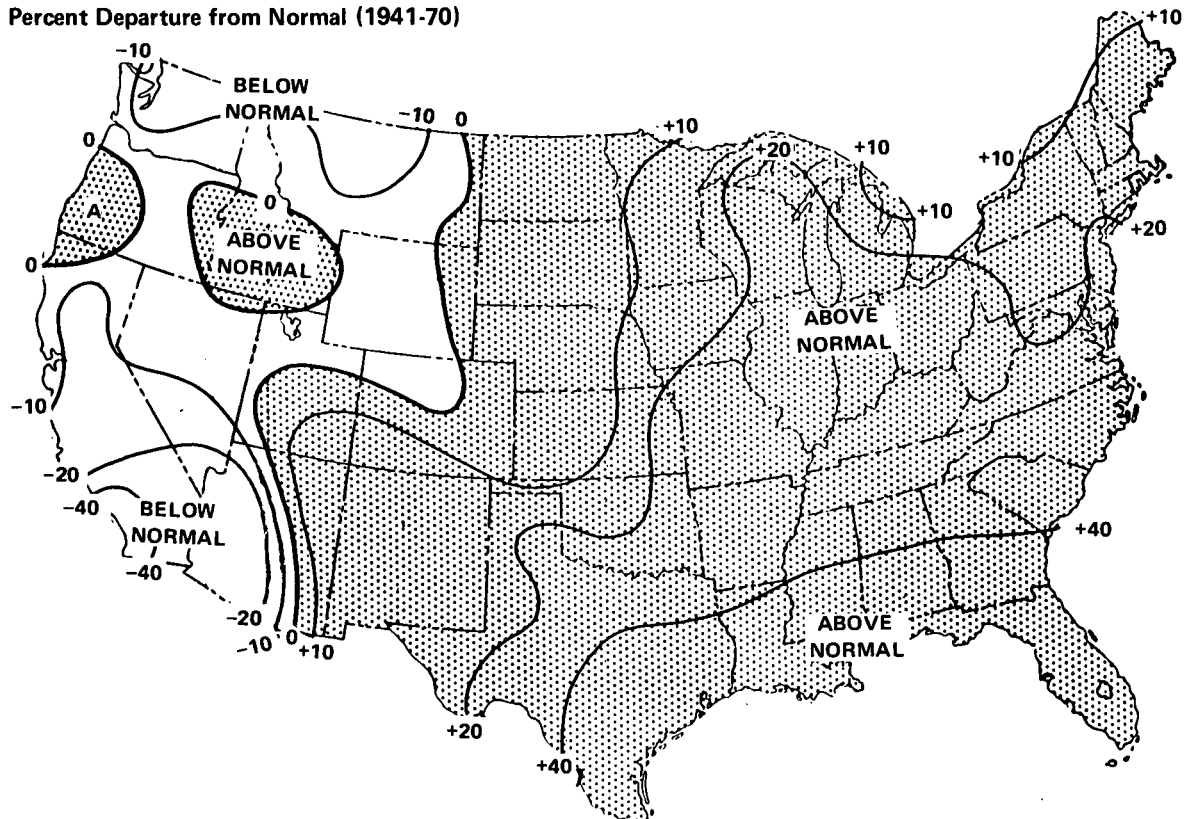 Percent Departure from Normal (1941-70)
-10
BELOW
NORMAL
-10 0
+10
+20
+10
+10
+10
+10
+20
0
A
0
ABOVE
NORMAL
0
ABOVE
NORMAL
-10
-20
-40
BELOW
NORMAL
-40
-20
-10
0
+10
+40
ABOVE
NORMAL
+20
+40